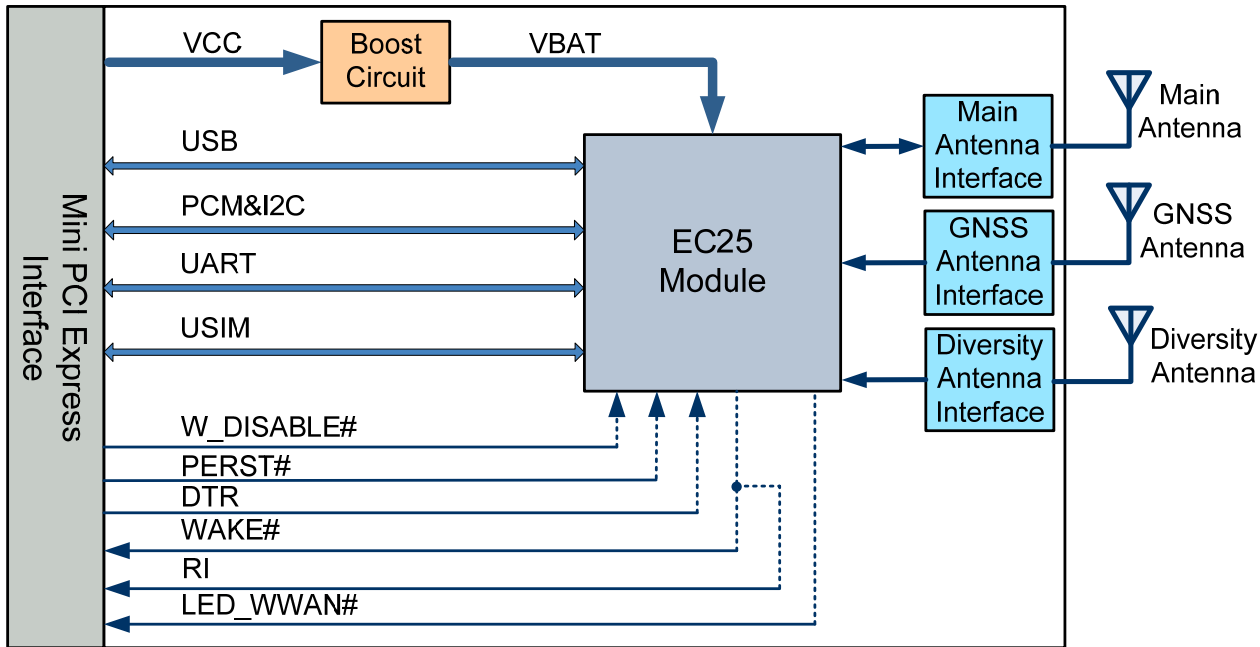 VCC
Boost
Circuit
VBAT
Main
Antenna
Interface
Main
Antenna
USB
PCM&I2C
UART
USIM
Mini PCI Express
Interface
EC25
Module
GNSS
Antenna
Interface
GNSS
Antenna
Diversity
Antenna
Interface
Diversity
Antenna
W_DISABLE#
PERST#
DTR
WAKE#
RI
LED_WWAN#